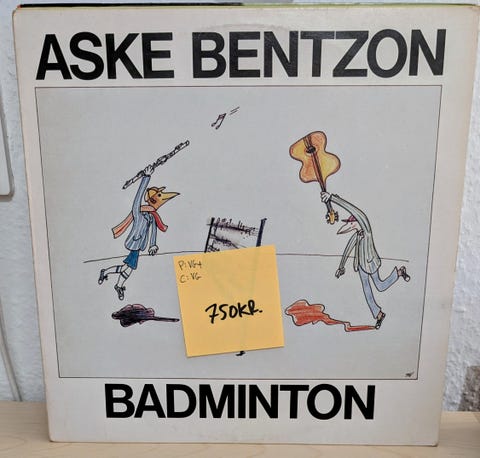 ASKE BENTZON
P: VG+
C: VG
750KR.
BADMINTON